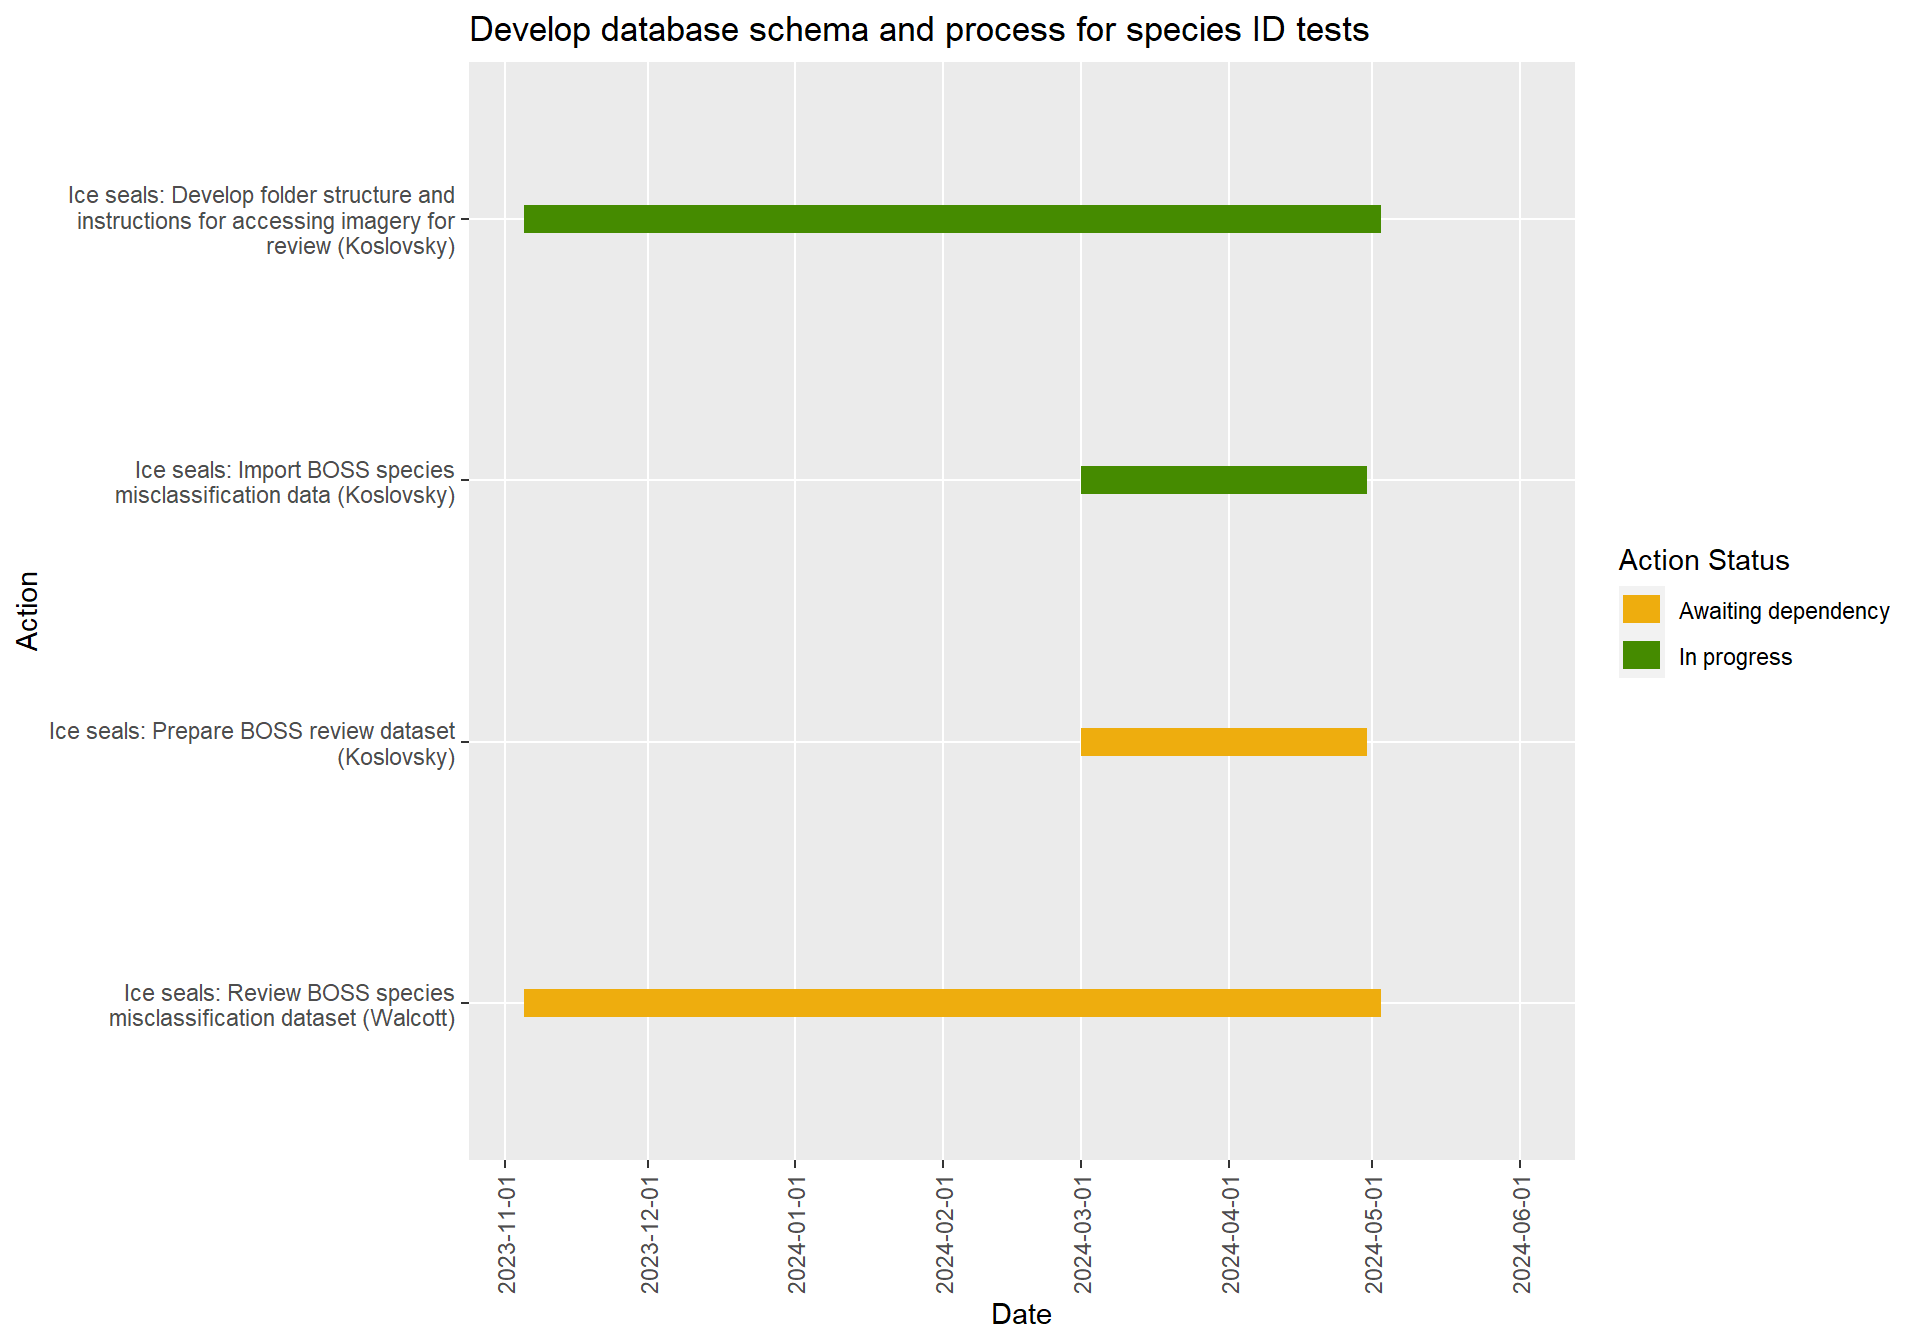 Develop database schema and process for species ID tests
Ice seals: Develop folder structure and
instructions for accessing imagery for
review (Koslovsky)
Ice seals: Import BOSS species
misclassification data (Koslovsky)
Ice seals: Prepare BOSS review dataset
(Koslovsky)
Ice seals: Review BOSS species
misclassification dataset (Walcott)
Action
2023-11-01
2023-12-01
2024-01-01
2024-02-01
2024-03-01
2024-04-01
2024-05-01
2024-06-01
Date
Action Status
Awaiting dependency
In progress